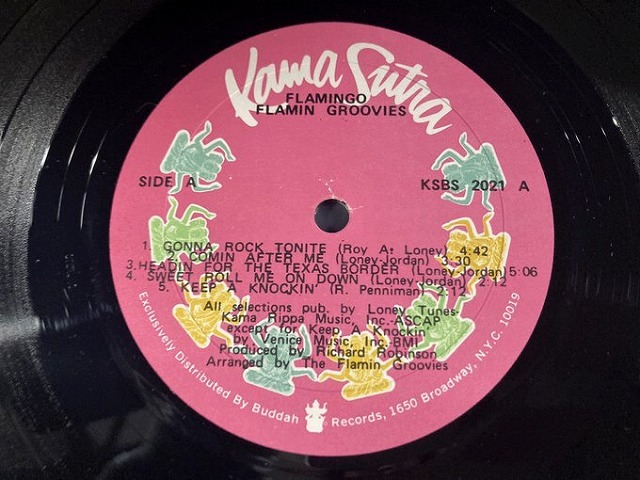 Kama Sutra
FLAMINGO
FLAMIN GROOVIES
SIDE A
KSBS 2021 A
1. GONNA ROCK TONITE (Roy A. Loney) 4:42
2. COMIN AFTER ME (Loney-Jordan) 3:30
3. HEADIN FOR THE TEXAS BORDER (Loney-Jordan) 5:06
4. SWEET ROLL ME ON DOWN (Loney-Jordan) 2:12
5. KEEP A KNOCKIN' (R. Penniman) 2:12
All selections pub. by Loney Tunes-
Kama Rippa Music, Inc.-ASCAP
except for Keep A Knockin'
by Venice Music, Inc. BMI
Produced by Richard Robinson
Arranged by The Flamin Groovies
Exclusively Distributed By Buddah Records, 1650 Broadway, N.Y.C. 10019